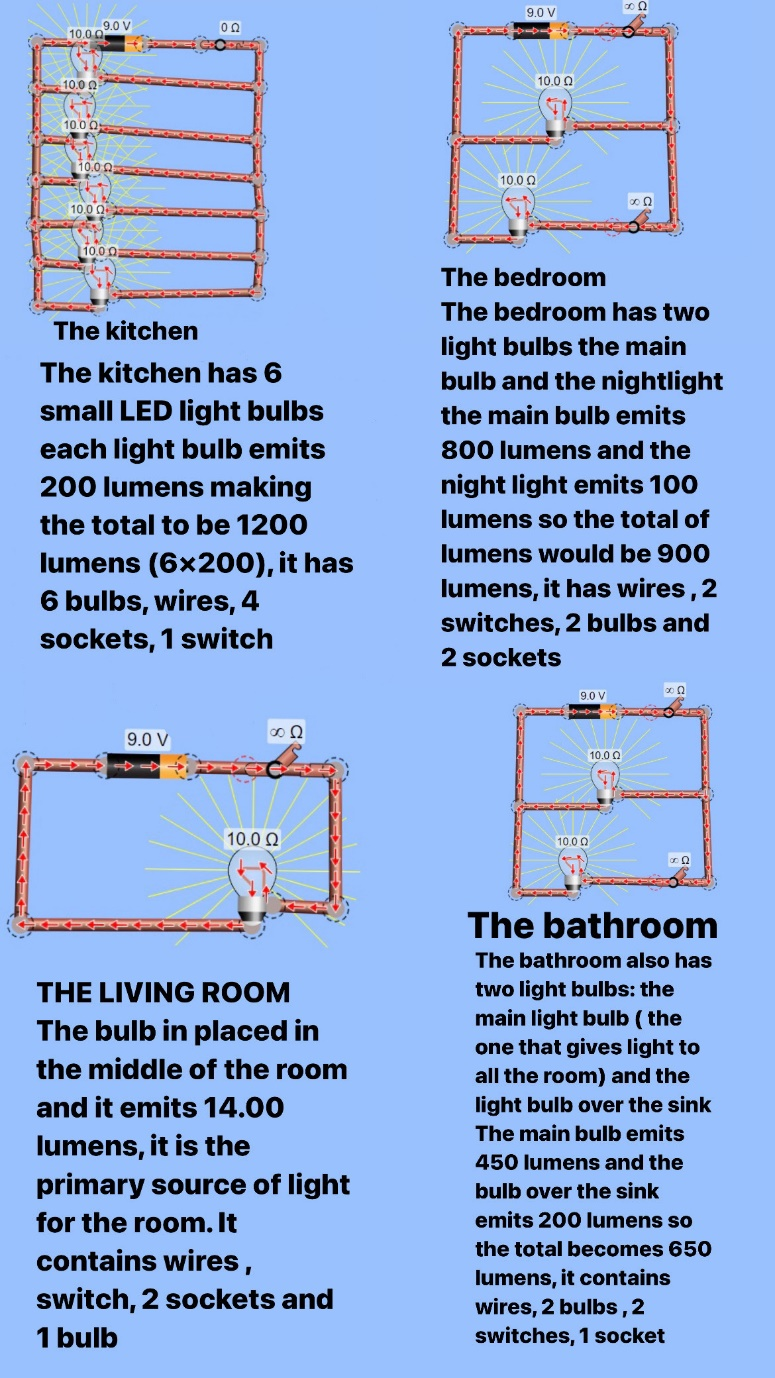 9.0 V
0 Ω
10.0 Ω
10.0 Ω
10.0 Ω
10.0 Ω
10.0 Ω
10.0 Ω
The kitchen
The kitchen has 6
small LED light bulbs
each light bulb emits
200 lumens making
the total to be 1200
lumens (6×200), it has
6 bulbs, wires, 4
sockets, 1 switch
9.0 V
∞ Ω
10.0 Ω
10.0 Ω
∞ Ω
The bedroom
The bedroom has two
light bulbs the main
bulb and the nightlight
the main bulb emits
800 lumens and the
night light emits 100
lumens so the total of
lumens would be 900
lumens, it has wires , 2
switches, 2 bulbs and
2 sockets
9.0 V
∞ Ω
10.0 Ω
THE LIVING ROOM
The bulb in placed in
the middle of the room
and it emits 14.00
lumens, it is the
primary source of light
for the room. It
contains wires ,
switch, 2 sockets and
1 bulb
9.0 V
∞ Ω
10.0 Ω
10.0 Ω
∞ Ω
The bathroom
The bathroom also has
two light bulbs: the
main light bulb ( the
one that gives light to
all the room) and the
light bulb over the sink
The main bulb emits
450 lumens and the
bulb over the sink
emits 200 lumens so
the total becomes 650
lumens, it contains
wires, 2 bulbs , 2
switches, 1 socket